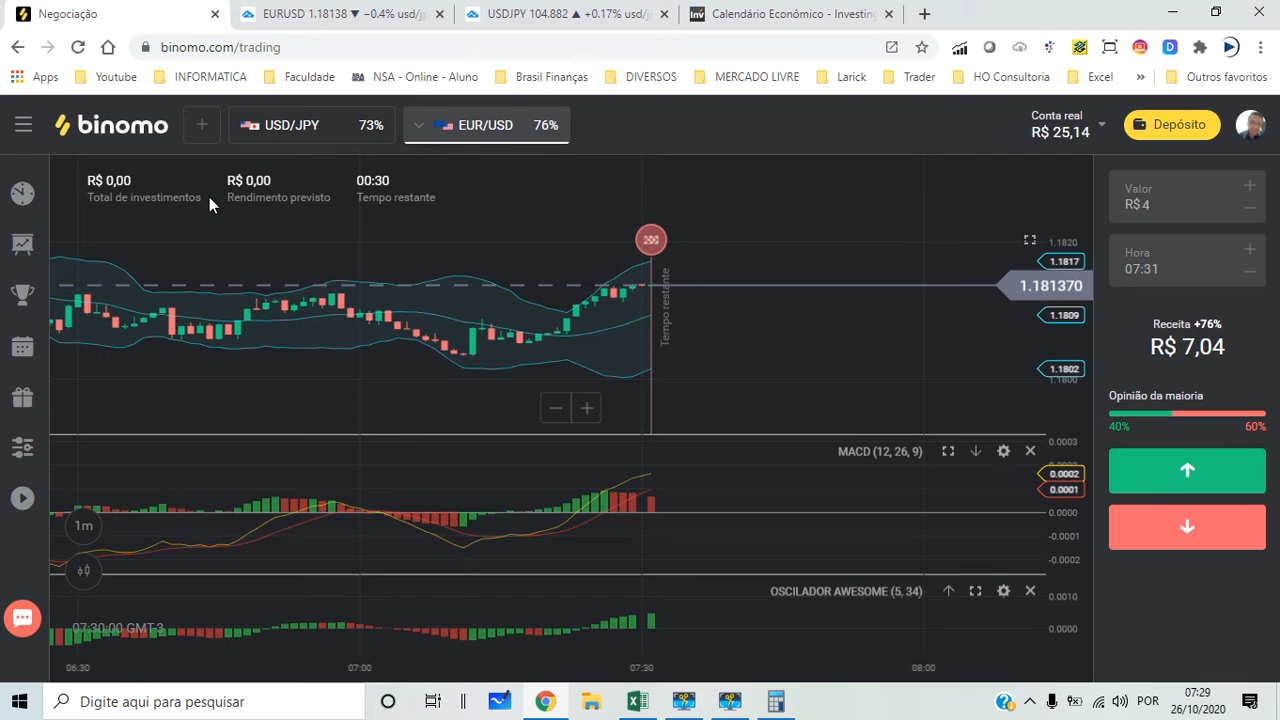 Negociação
EURUSD 1.18138 ▼ −0.4% usd/jp
USDJPY 104.882 ▲ +0.17% usd/j
Inv
Calendário Econômico - Investing
binomo.com/trading
Apps
Youtube
INFORMATICA
Faculdade
NSA - Online - Aluno
Brasil Finanças
DIVERSOS
MERCADO LIVRE
Larick
Trader
HO Consultoria
Excel
»
Outros favoritos
binomo
USD/JPY 73%
EUR/USD 76%
Conta real
R$ 25,14
Depósito
R$ 0,00
Total de investimentos
R$ 0,00
Rendimento previsto
00:30
Tempo restante
Valor
R$ 4
Hora
07:31
Receita +76%
R$ 7,04
Opinião da maioria
40%
60%
1.1820
1.1817
1.181370
1.1809
1.1802
1.1800
Tempo restante
MACD (12, 26, 9)
0.0003
0.0002
0.0001
0.0000
-0.0001
-0.0002
1m
OSCILADOR AWESOME (5, 34)
0.0010
0.0000
07:30:00 GMT-3
06:30
07:00
07:30
08:00
Digite aqui para pesquisar
POR
07:29
26/10/2020